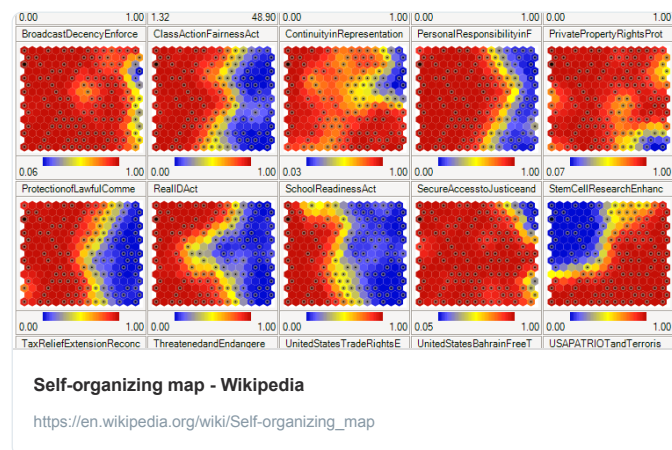 0.00 1.00 1.32 48.90 0.00 1.00 0.00 1.00 0.00 1.00
BroadcastDecencyEnforce ClassActionFairnessAct ContinuityinRepresentation PersonalResponsibilityinF PrivatePropertyRightsProt
0.06 1.00 0.00 1.00 0.03 1.00 0.00 1.00 0.07 1.00
ProtectionofLawfulComme RealIDAct SchoolReadinessAct SecureAccesstoJusticeand StemCellResearchEnhanc
0.00 1.00 0.00 1.00 0.00 1.00 0.05 1.00 0.00 1.00
TaxReliefExtensionReconc ThreatenedandEndangere UnitedStatesTradeRightsE UnitedStatesBahrainFreeT USAPATRIOTandTerroris
Self-organizing map - Wikipedia
https://en.wikipedia.org/wiki/Self-organizing_map